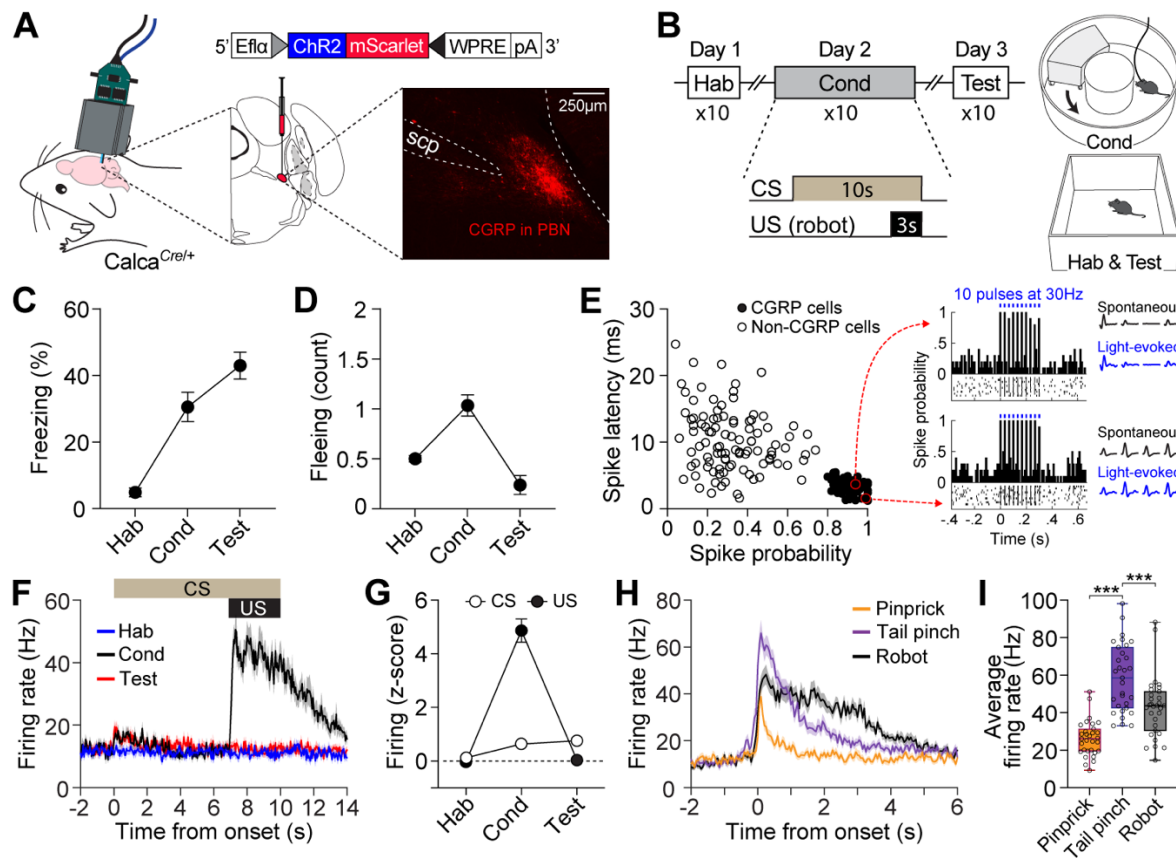 A
5' Efla ChR2 mScarlet WPRE pA 3'
250μm
scp
CGRP in PBN
Calca^Cre/+
B
Day 1 Day 2 Day 3
Hab Cond Test
x10 x10 x10
CS 10s
US (robot) 3s
Cond
Hab & Test
C
Freezing (%)
60
40
20
0
Hab Cond Test
D
Fleeing (count)
2
1.5
1
0.5
0
Hab Cond Test
E
Spike latency (ms)
30
20
10
0
CGRP cells
Non-CGRP cells
0 0.2 0.4 0.6 0.8 1
Spike probability
10 pulses at 30Hz
Spontaneous
Light-evoked
Spike probability
1
.5
1
1
.5
1
Spontaneous
Light-evoked
-.4 -.2 0 .2 .4 .6
Time (s)
F
CS
US
Firing rate (Hz)
60
40
20
0
Hab
Cond
Test
-2 0 2 4 6 8 10 12 14
Time from onset (s)
G
CS US
Firing (z-score)
6
4
2
0
Hab Cond Test
H
Firing rate (Hz)
80
60
40
20
0
Pinprick
Tail pinch
Robot
-2 0 2 4 6
Time from onset (s)
I
*** ***
Average
firing rate (Hz)
100
80
60
40
20
0
Pinprick
Tail pinch
Robot